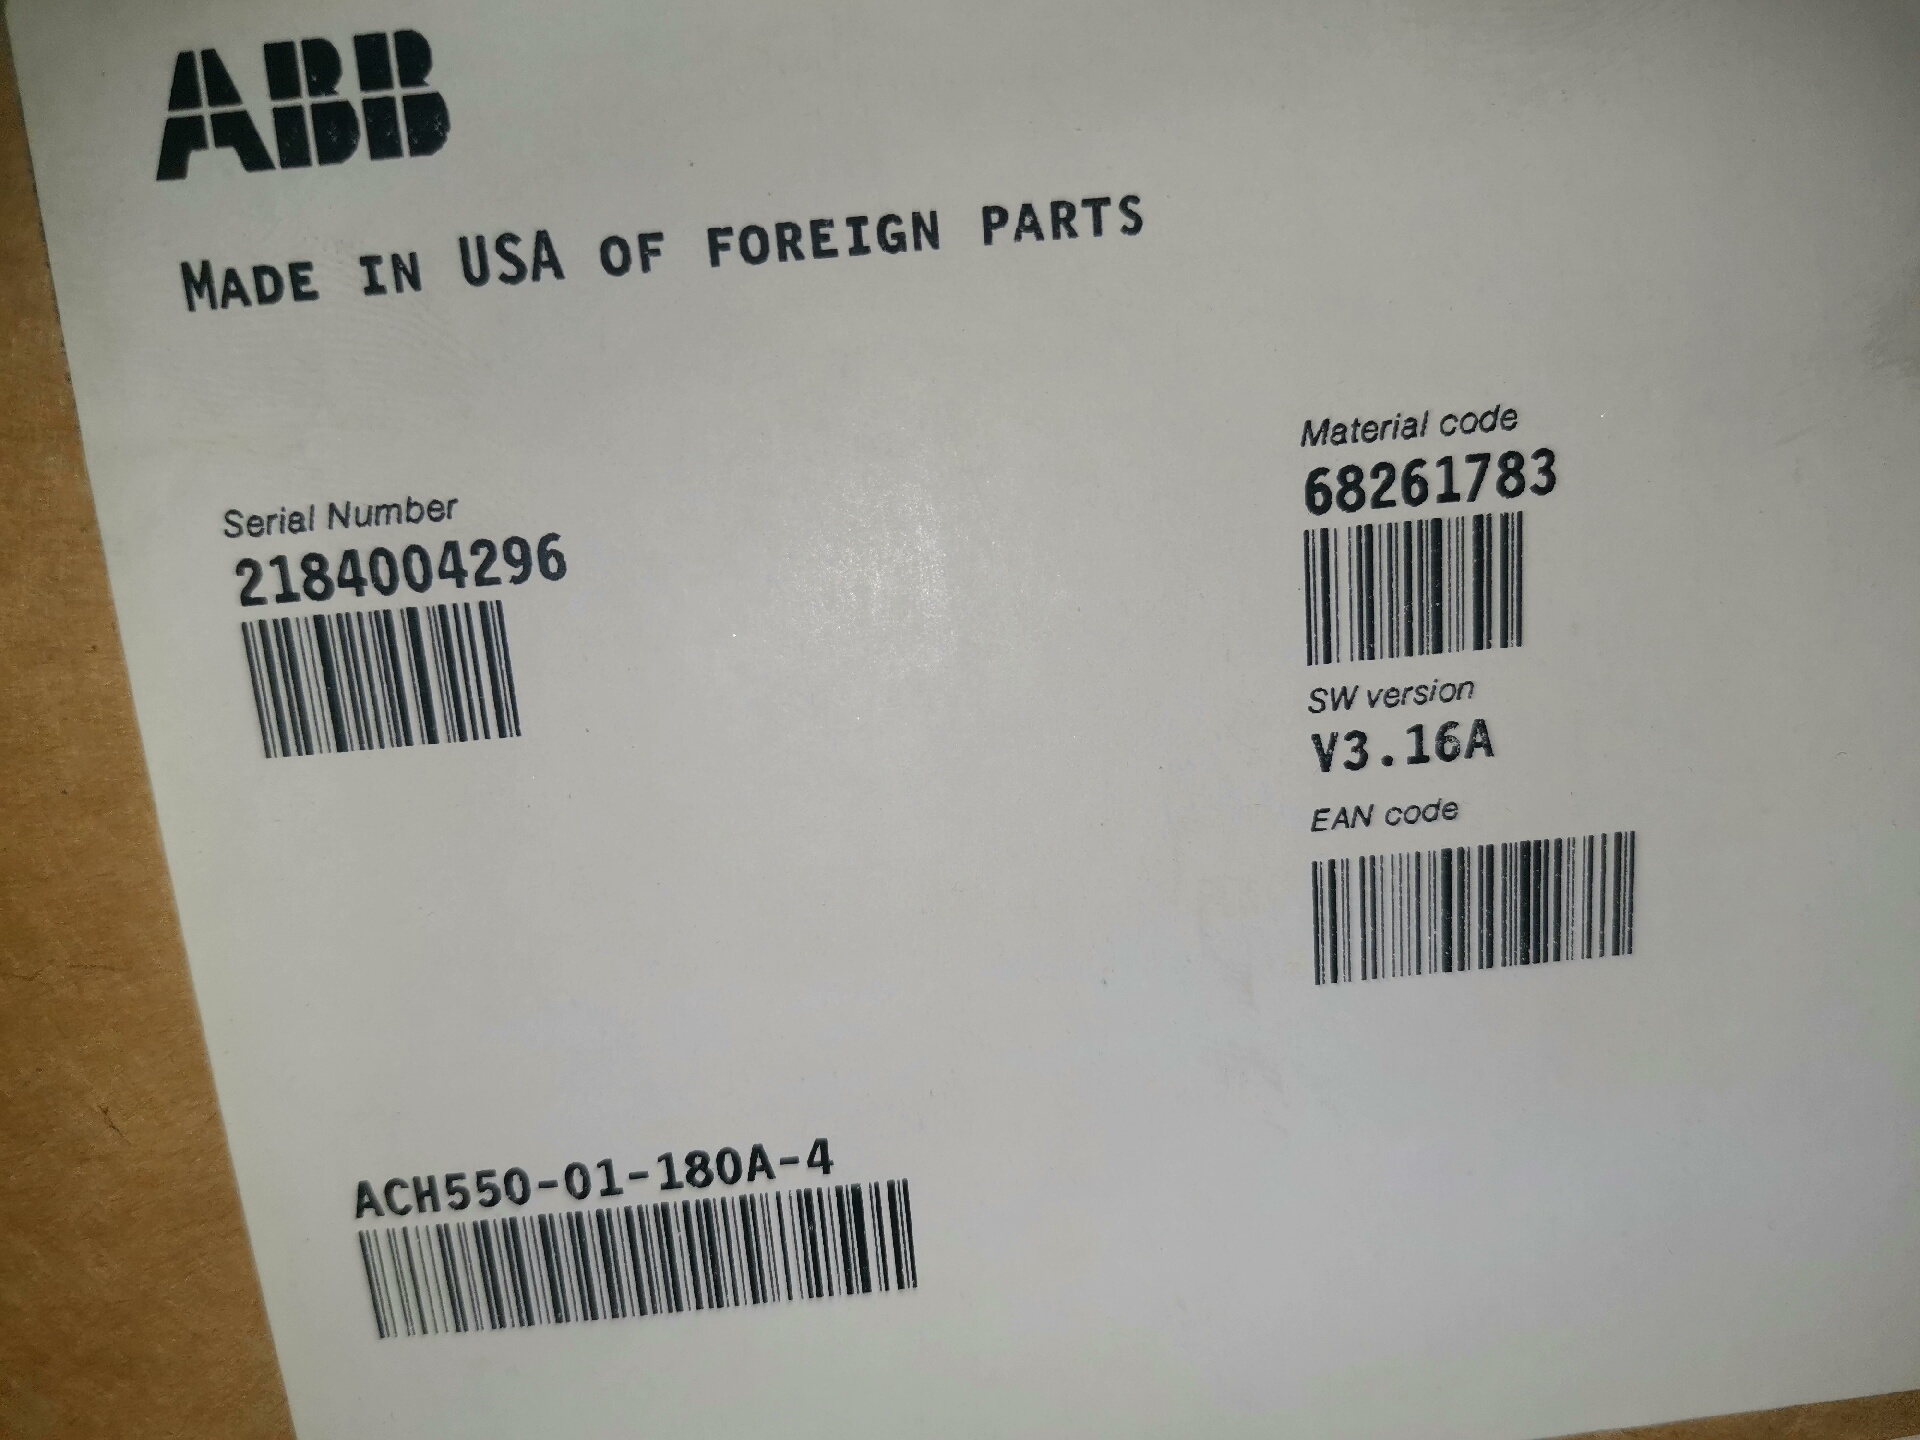 ABB
MADE IN USA OF FOREIGN PARTS
Serial Number
2184004296
Material code
68261783
SW version
V3.16A
EAN code
ACH550-01-180A-4